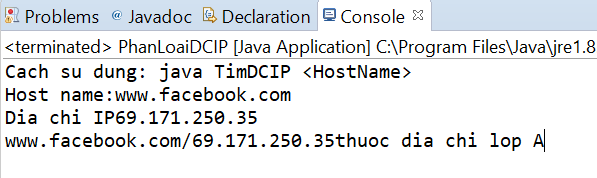 Problems @ Javadoc Declaration Console
<terminated> PhanLoaiDCIP [Java Application] C:\Program Files\Java\jre1.8
Cach su dung: java TimDCIP <HostName>
Host name:www.facebook.com
Dia chi IP69.171.250.35
www.facebook.com/69.171.250.35thuoc dia chi lop A